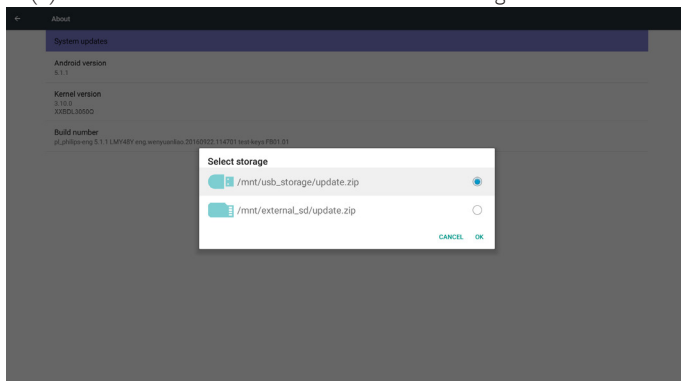 About
System updates
Android version
5.1.1
Kernel version
3.10.0
XXBDL3050Q
Build number
Select storage
/mnt/usb_storage/update.zip
/mnt/external_sd/update.zip
CANCEL OK